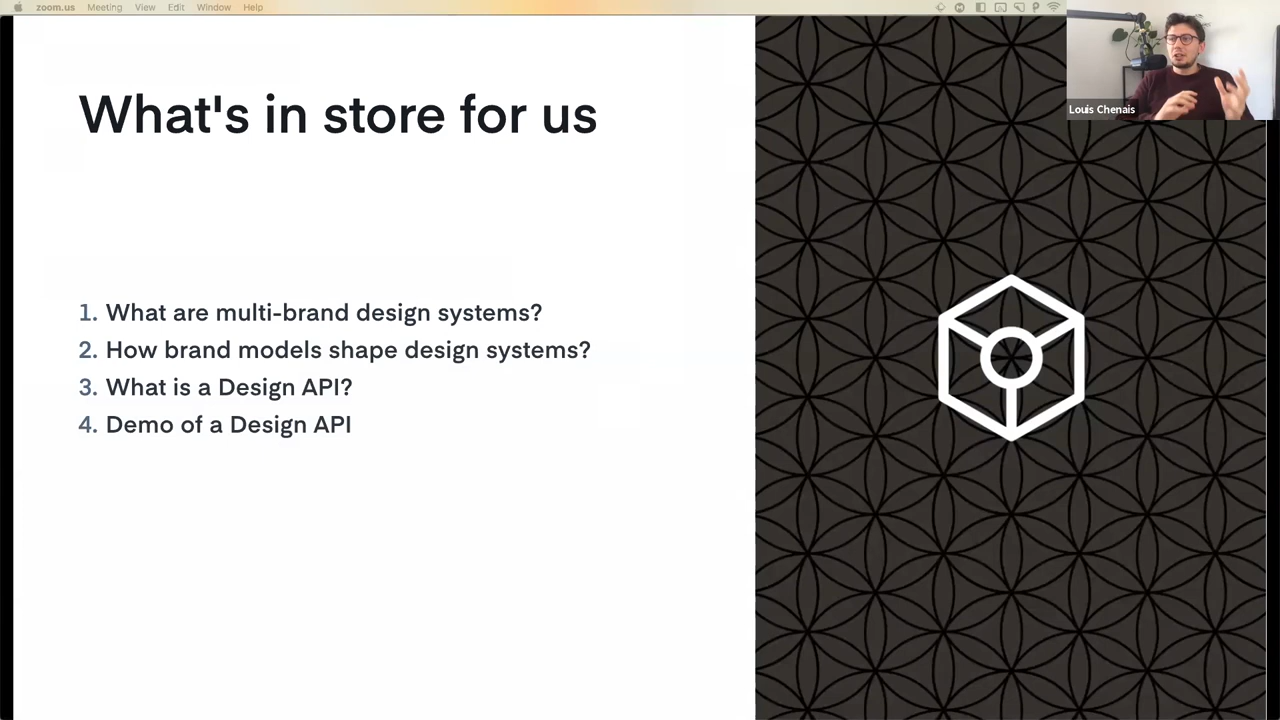 zoom.us Meeting View Edit Window Help
Louis Chenais
What's in store for us
1. What are multi-brand design systems?
2. How brand models shape design systems?
3. What is a Design API?
4. Demo of a Design API